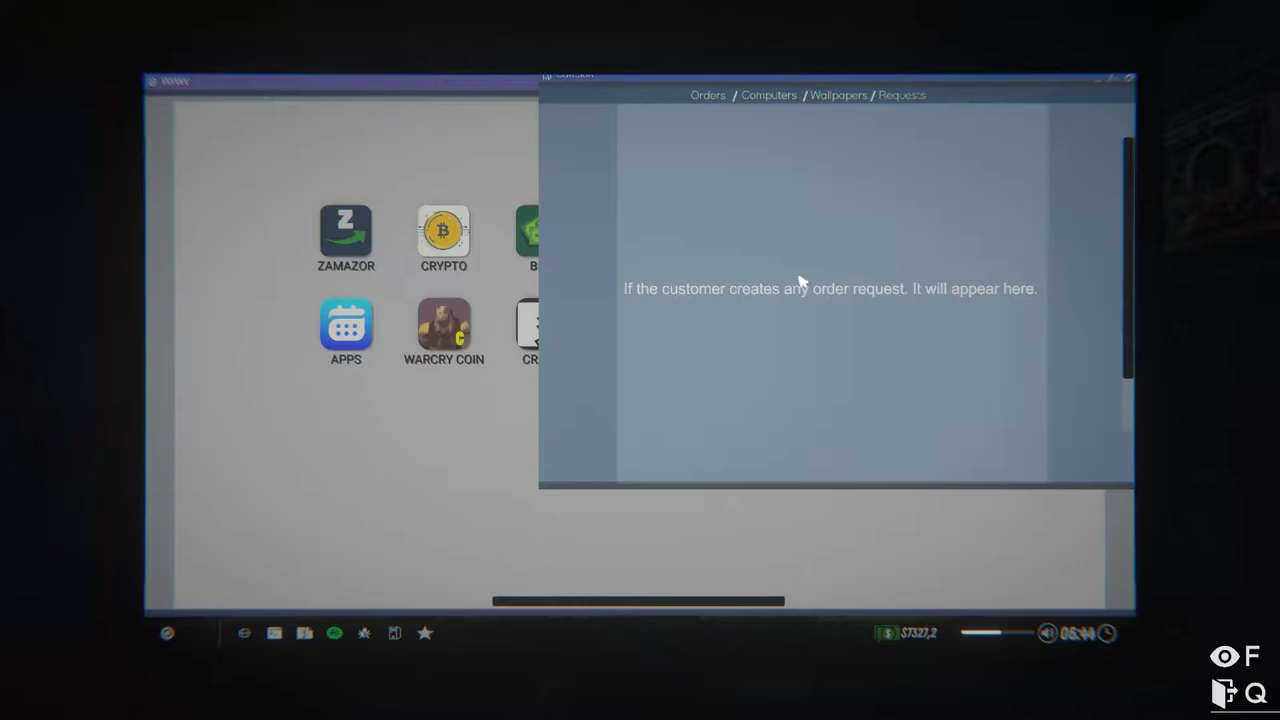 Orders / Computers / Wallpapers / Requests
If the customer creates any order request. It will appear here.
Z
ZAMAZOR
B
CRYPTO
APPS
WARCRY COIN
$7327,2
F
Q